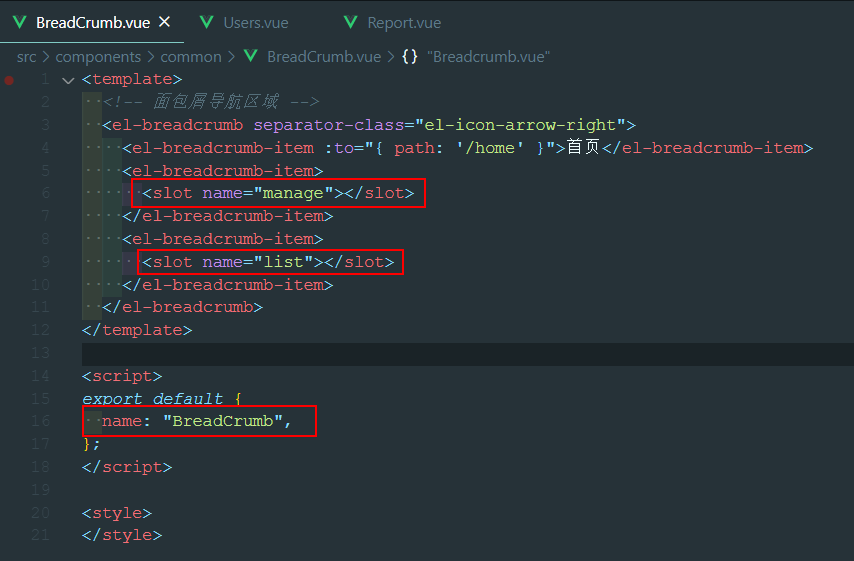 BreadCrumb.vue × Users.vue Report.vue
src > components > common > BreadCrumb.vue > {} "Breadcrumb.vue"
1 <template>
2 <!-- 面包屑导航区域 -->
3 <el-breadcrumb separator-class="el-icon-arrow-right">
4 <el-breadcrumb-item :to="{ path: '/home' }">首页</el-breadcrumb-item>
5 <el-breadcrumb-item>
6 <slot name="manage"></slot>
7 </el-breadcrumb-item>
8 <el-breadcrumb-item>
9 <slot name="list"></slot>
10 </el-breadcrumb-item>
11 </el-breadcrumb>
12 </template>
13
14 <script>
15 export default {
16 name: "BreadCrumb",
17 };
18 </script>
19
20 <style>
21 </style>